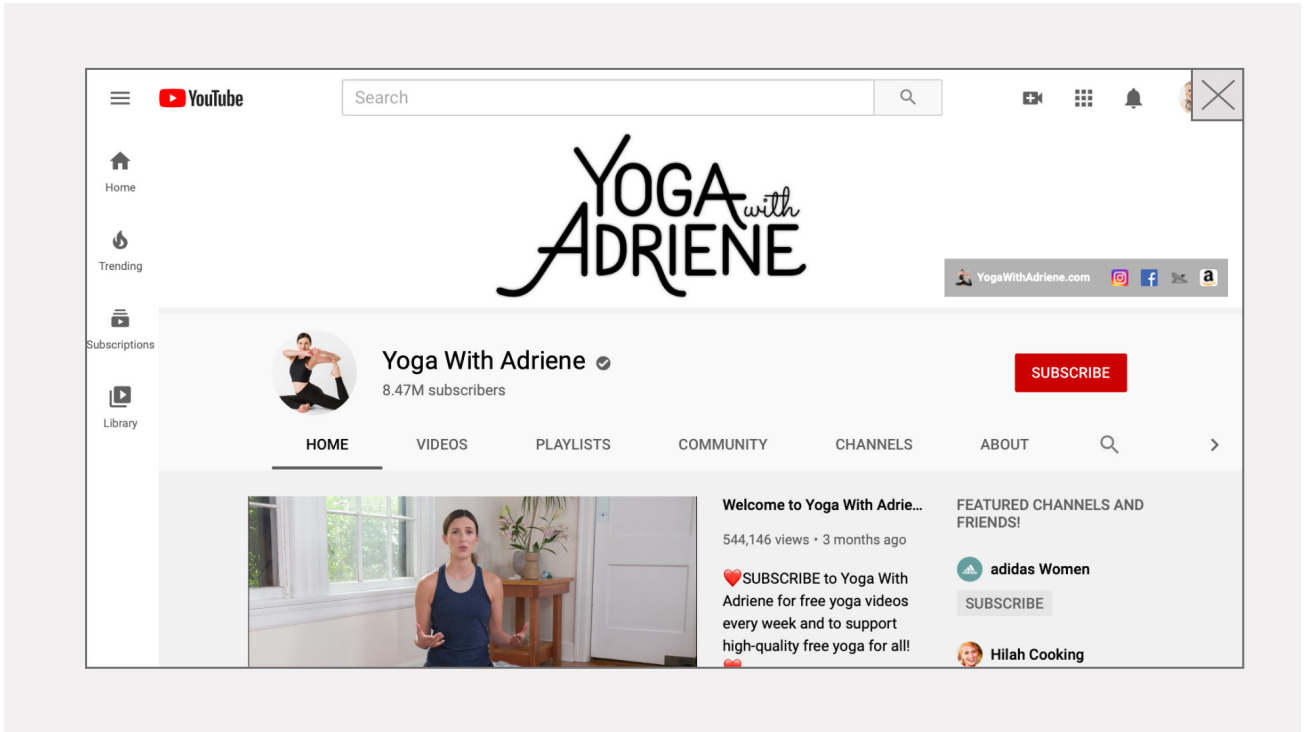 YouTube
Search
Home
Trending
Subscriptions
Library
YOGA with
ADRIENE
YogaWithAdriene.com
a
Yoga With Adriene
8.47M subscribers
SUBSCRIBE
HOME VIDEOS PLAYLISTS COMMUNITY CHANNELS ABOUT
Welcome to Yoga With Adrie...
544,146 views • 3 months ago
❤️SUBSCRIBE to Yoga With
Adriene for free yoga videos
every week and to support
high-quality free yoga for all!
FEATURED CHANNELS AND
FRIENDS!
adidas Women
SUBSCRIBE
Hilah Cooking